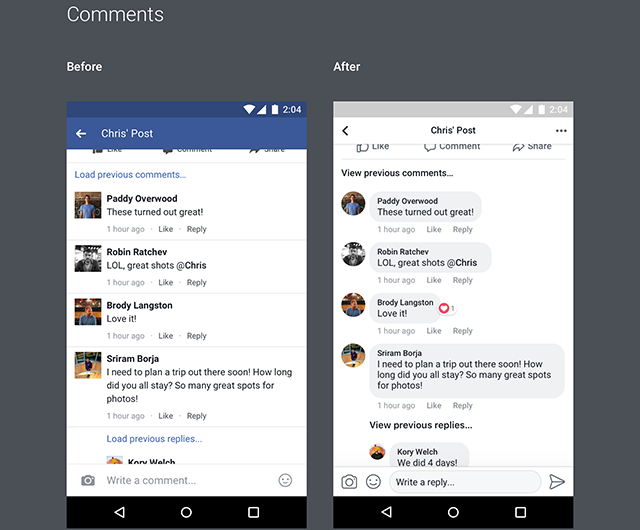 Comments
Before
2:04
Chris' Post
Like Comment Share
Load previous comments...
Paddy Overwood
These turned out great!
1 hour ago · Like · Reply
Robin Ratchev
LOL, great shots @Chris
1 hour ago · Like · Reply
Brody Langston
Love it!
1 hour ago · Like · Reply
Sriram Borja
I need to plan a trip out there soon! How long
did you all stay? So many great spots for
photos!
1 hour ago · Like · Reply
Load previous replies...
Kory Welch
Write a comment...
After
2:04
Chris' Post
Like Comment Share
View previous comments...
Paddy Overwood
These turned out great!
1 hour ago Like Reply
Robin Ratchev
LOL, great shots @Chris
1 hour ago Like Reply
Brody Langston
Love it!
1
1 hour ago Like Reply
Sriram Borja
I need to plan a trip out there soon! How
long did you all stay? So many great spots
for photos!
1 hour ago Like Reply
View previous replies...
Kory Welch
We did 4 days!
Write a reply...